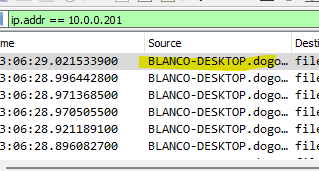 ip.addr == 10.0.0.201
me Source Desti
3:06:29.021533900 BLANCO-DESKTOP.dogo… file
3:06:28.996442800 BLANCO-DESKTOP.dogo… file
3:06:28.971368500 BLANCO-DESKTOP.dogo… file
3:06:28.970505500 BLANCO-DESKTOP.dogo… file
3:06:28.921189100 BLANCO-DESKTOP.dogo… file
3:06:28.896082700 BLANCO-DESKTOP.dogo… file